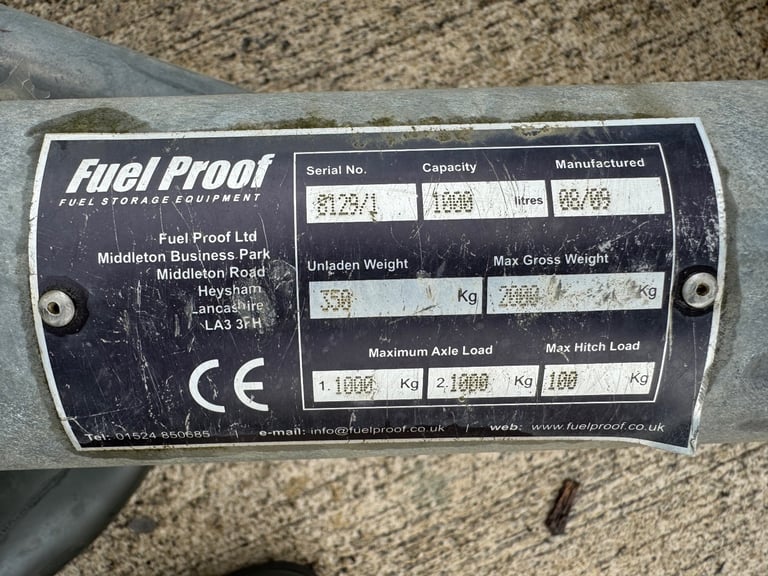 Fuel Proof
FUEL STORAGE EQUIPMENT
Fuel Proof Ltd
Middleton Business Park
Middleton Road
Heysham
Lancashire
LA3 3FH
CE
Serial No. Capacity Manufactured
8129/1 1000 litres 08/09
Unladen Weight Max Gross Weight
350 Kg 2000 Kg
Maximum Axle Load Max Hitch Load
1. 1000 Kg 2. 1000 Kg 100 Kg
Tel: 01524 850685 e-mail: info@fuelproof.co.uk web: www.fuelproof.co.uk